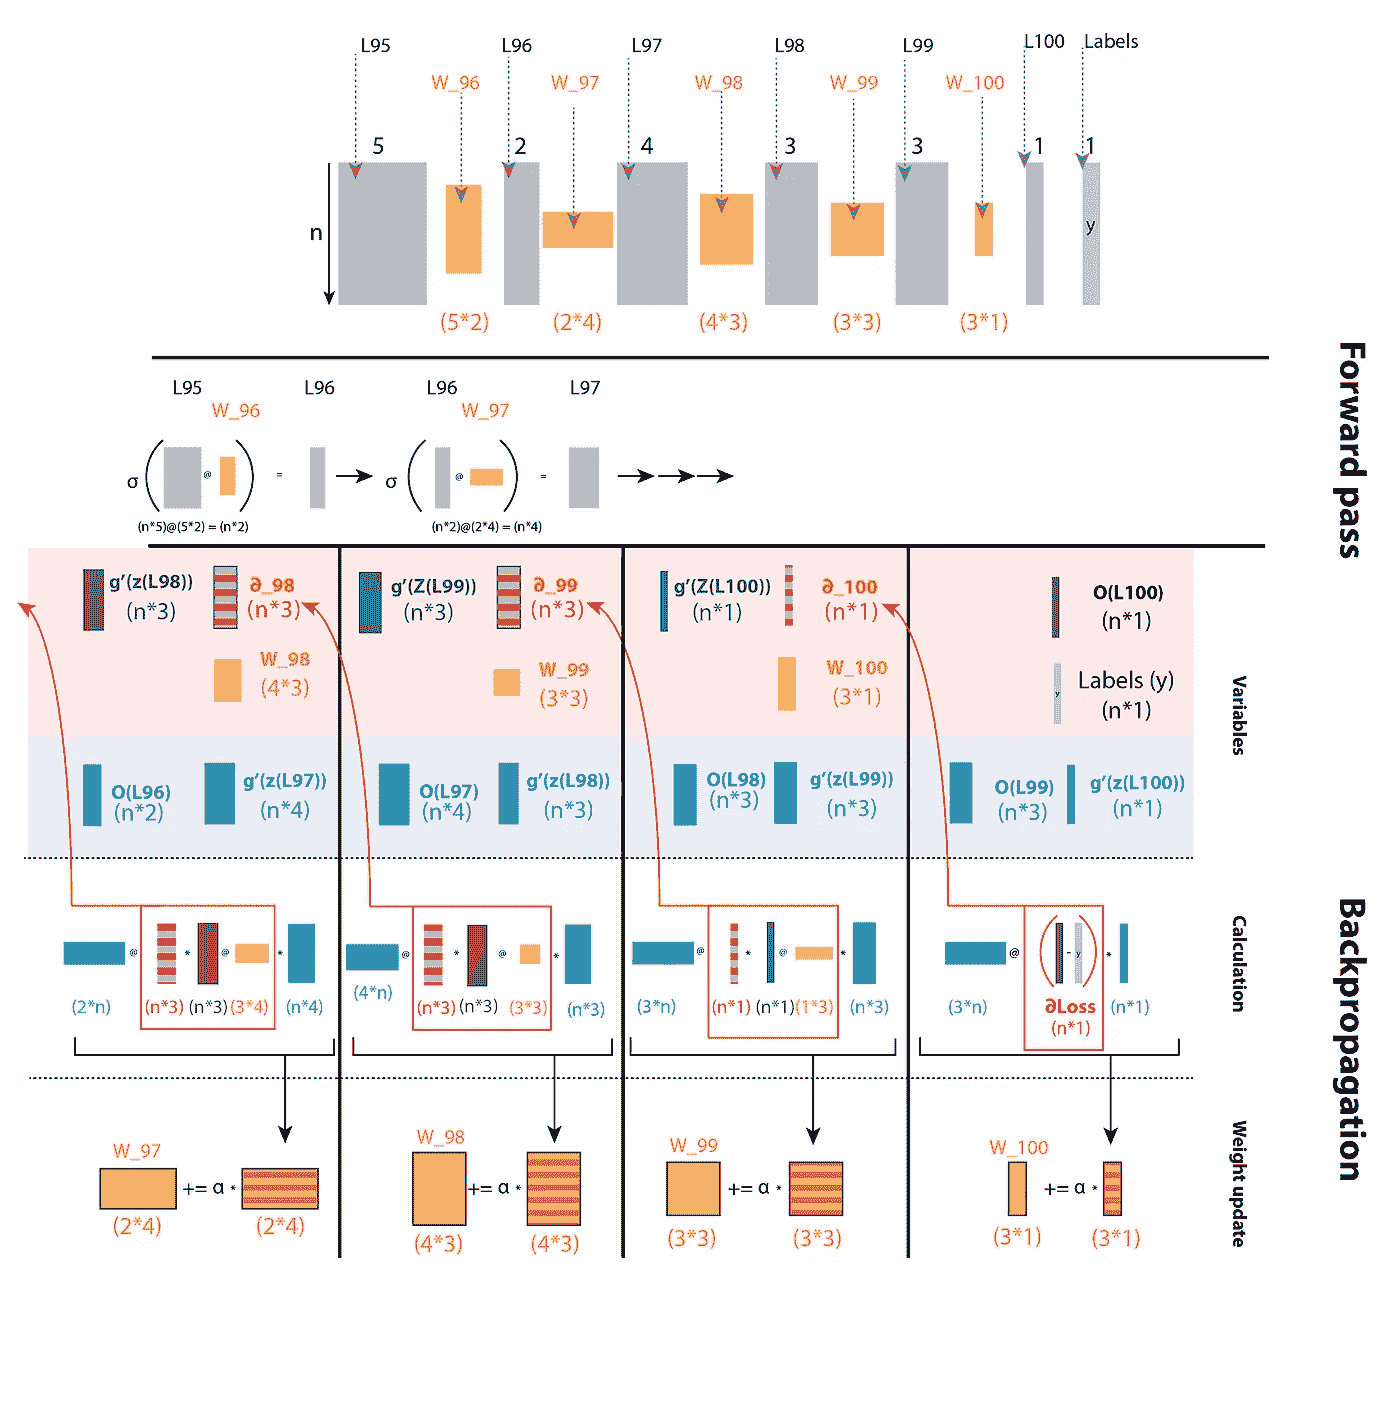 L95
L96
L97
L98
L99
L100
Labels
W_96
W_97
W_98
W_99
W_100
5
2
4
3
3
1
1
n
y
(5*2)
(2*4)
(4*3)
(3*3)
(3*1)
Forward pass
L95
L96
L96
L97
W_96
W_97
σ ( @ ) =
σ ( @ ) =
(n*5)@(5*2) = (n*2)
(n*2)@(2*4) = (n*4)
Backpropagation
Variables
g’(z(L98))
(n*3)
∂_98
(n*3)
W_98
(4*3)
O(L96)
(n*2)
g’(z(L97))
(n*4)
g’(Z(L99))
(n*3)
∂_99
(n*3)
W_99
(3*3)
O(L97)
(n*4)
g’(z(L98))
(n*3)
g’(Z(L100))
(n*1)
∂_100
(n*1)
W_100
(3*1)
O(L98)
(n*3)
g’(z(L99))
(n*3)
O(L100)
(n*1)
y
Labels (y)
(n*1)
O(L99)
(n*3)
g’(z(L100))
(n*1)
Calculation
@ * @ *
(2*n) (n*3) (n*3) (3*4) (n*4)
@ * @ *
(4*n) (n*3) (n*3) (3*3) (n*3)
@ * @ *
(3*n) (n*1) (n*1) (1*3) (n*3)
@ ( - y ) *
(3*n) ∂Loss (n*1)
(n*1)
Weight update
W_97
+= α *
(2*4) (2*4)
W_98
+= α *
(4*3) (4*3)
W_99
+= α *
(3*3) (3*3)
W_100
+= α *
(3*1) (3*1)